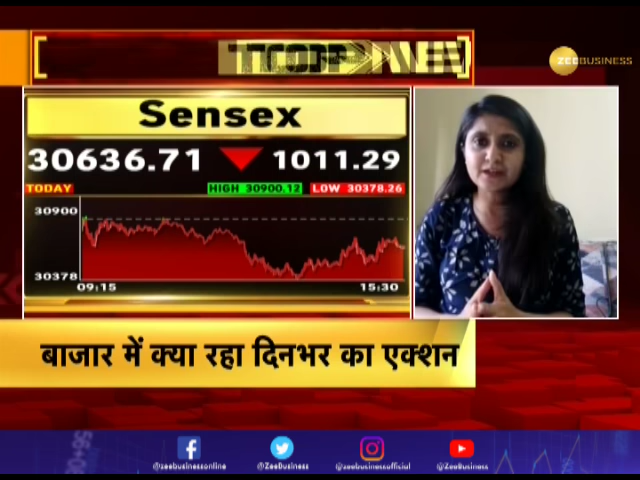 ZEEBUSINESS
Sensex
30636.71 1011.29
TODAY HIGH 30900.12 LOW 30378.26
30900
30378
09:15 15:30
बाजार में क्या रहा दिनभर का एक्शन
@zeebusinessonline @ZeeBusiness @zeebusinessofficial @ZeeBusiness